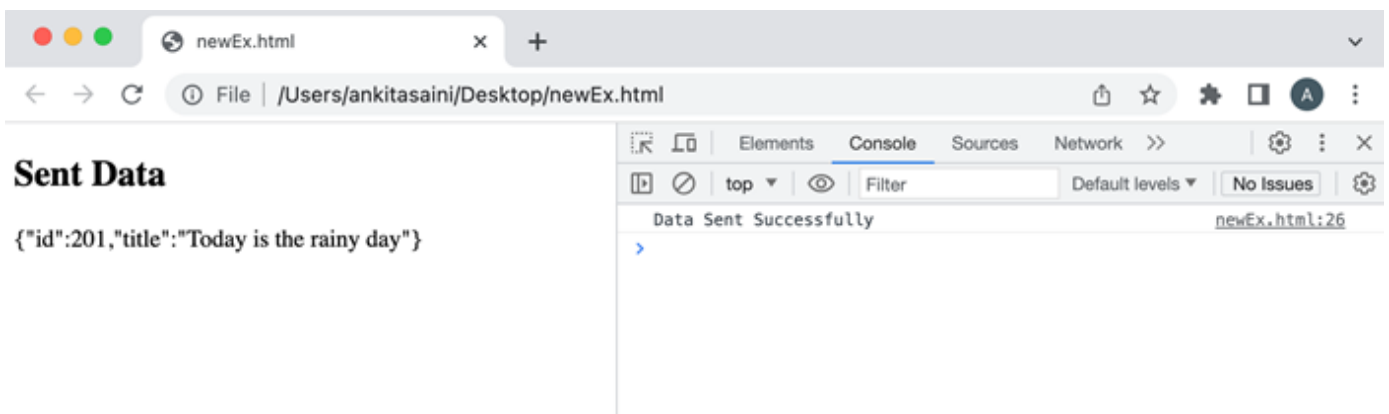 newEx.html
File | /Users/ankitasaini/Desktop/newEx.html
A
Elements Console Sources Network
top Filter Default levels No Issues
Sent Data
{"id":201,"title":"Today is the rainy day"}
Data Sent Successfully newEx.html:26